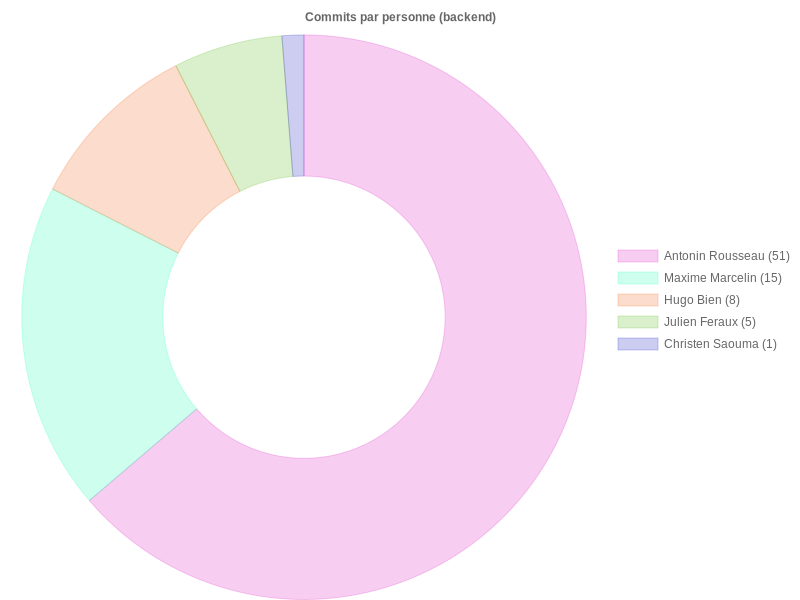 Commits par personne (backend)
Antonin Rousseau (51)
Maxime Marcelin (15)
Hugo Bien (8)
Julien Feraux (5)
Christen Saouma (1)